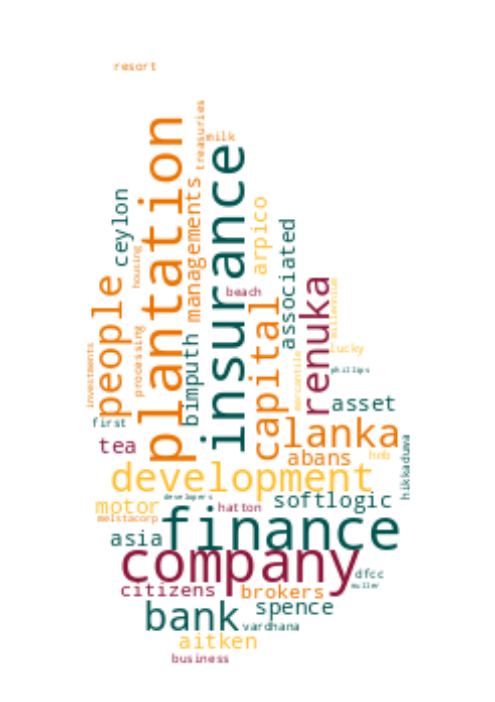 resort
treasuries
milk
plantation
insurance
managements
ceylon
arpico
associated
housing
people
beach
renuka
millennium
capital
processing
bimputh
investments
lucky
mercantile
phillips
asset
first
lanka
tea
abans
hnb
hikkaduwa
development
developers
softlogic
motor
hatton
melstacorp
finance
asia
company
dfcc
muller
citizens
brokers
bank
spence
vardhana
aitken
business